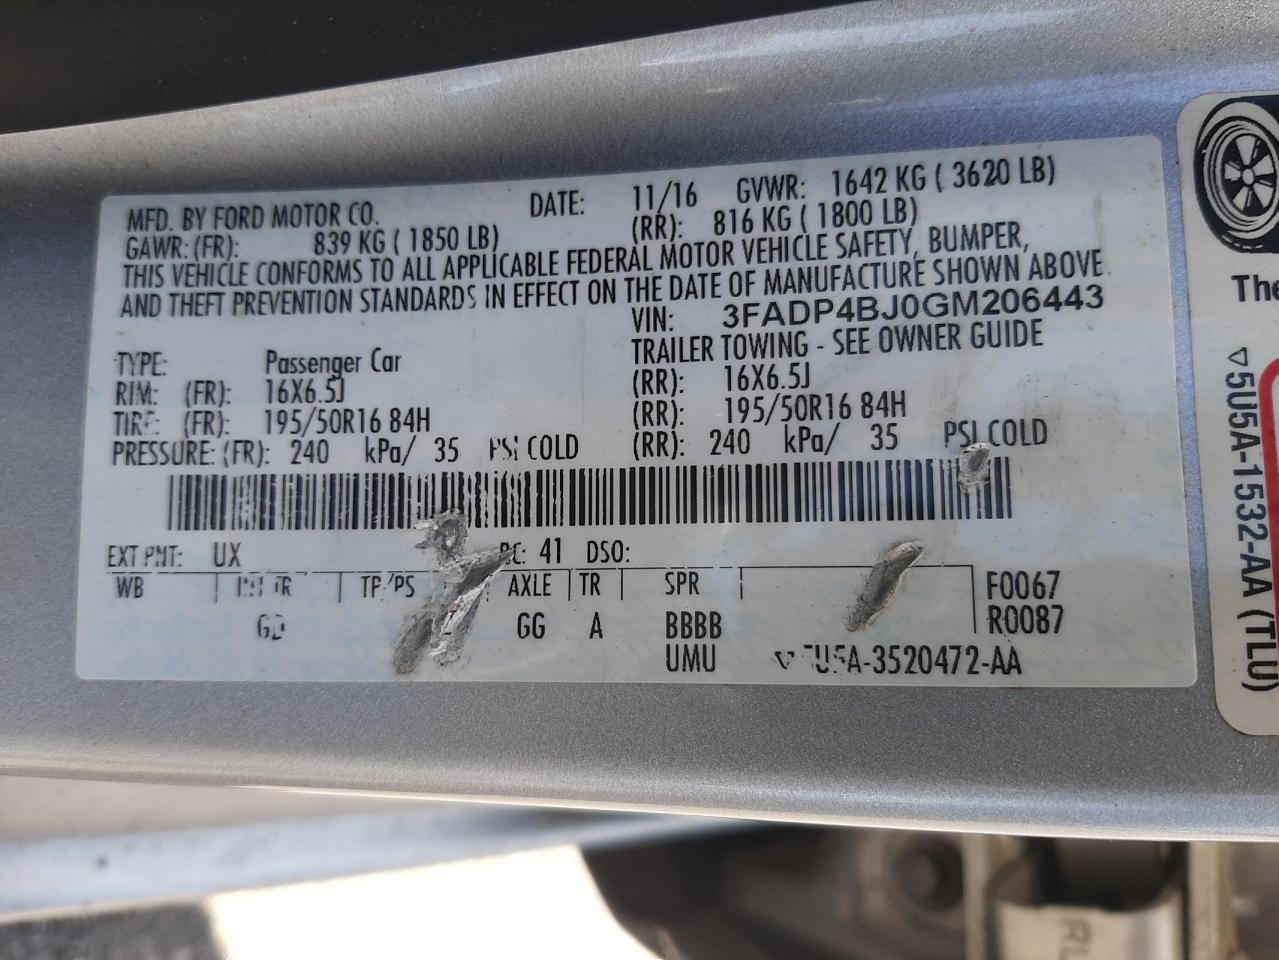 MFD. BY FORD MOTOR CO. DATE: 11/16 GVWR: 1642 KG ( 3620 LB)
GAWR: (FR): 839 KG ( 1850 LB) (RR): 816 KG ( 1800 LB)
THIS VEHICLE CONFORMS TO ALL APPLICABLE FEDERAL MOTOR VEHICLE SAFETY, BUMPER,
AND THEFT PREVENTION STANDARDS IN EFFECT ON THE DATE OF MANUFACTURE SHOWN ABOVE
VIN: 3FADP4BJ0GM206443
TYPE: Passenger Car TRAILER TOWING - SEE OWNER GUIDE
RIM: (FR): 16X6.5J (RR): 16X6.5J
TIRE: (FR): 195/50R16 84H (RR): 195/50R16 84H
PRESSURE: (FR): 240 kPa/ 35 PSI COLD (RR): 240 kPa/ 35 PSI COLD
EXT PNT: UX RC: 41 DSO:
WB INT TR TP/PS AXLE TR SPR F0067
GG A BBBB R0087
UMU 5U5A-3520472-AA
The
5U5A-1532-AA (TLU)